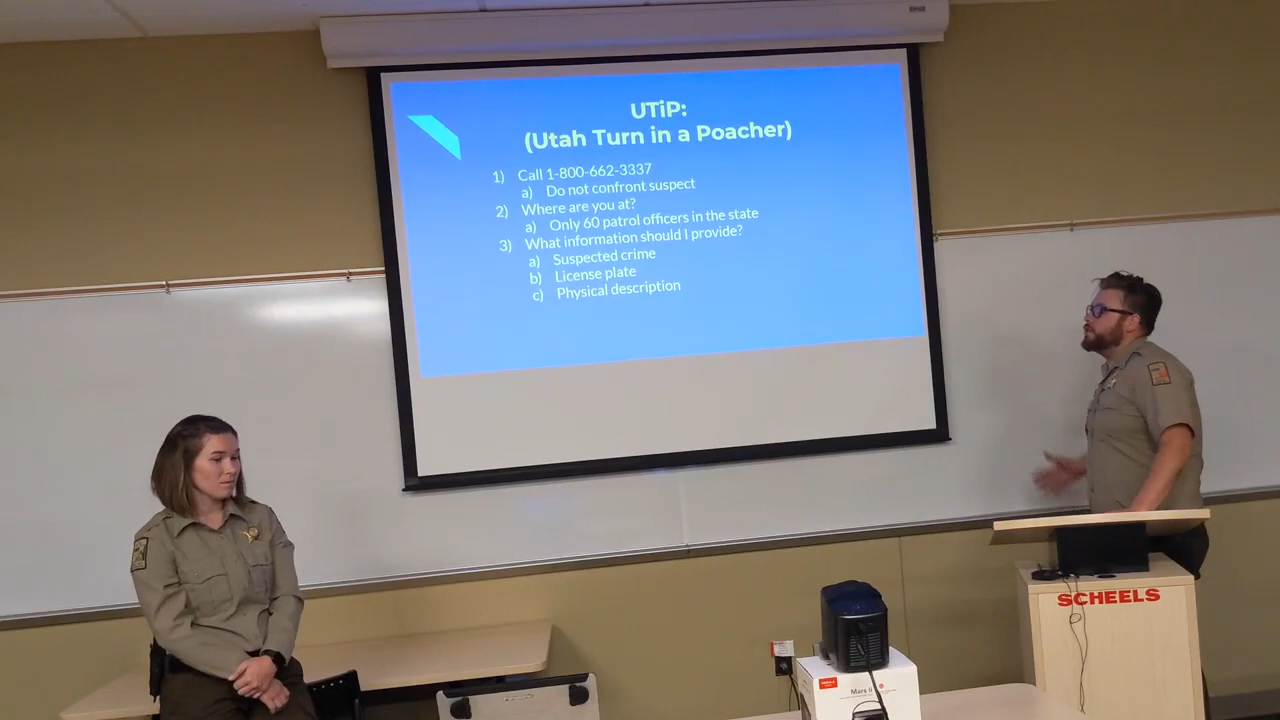 UTiP:
(Utah Turn in a Poacher)
1) Call 1-800-662-3337
a) Do not confront suspect
2) Where are you at?
a) Only 60 patrol officers in the state
3) What information should I provide?
a) Suspected crime
b) License plate
c) Physical description
SCHEELS
Mars II